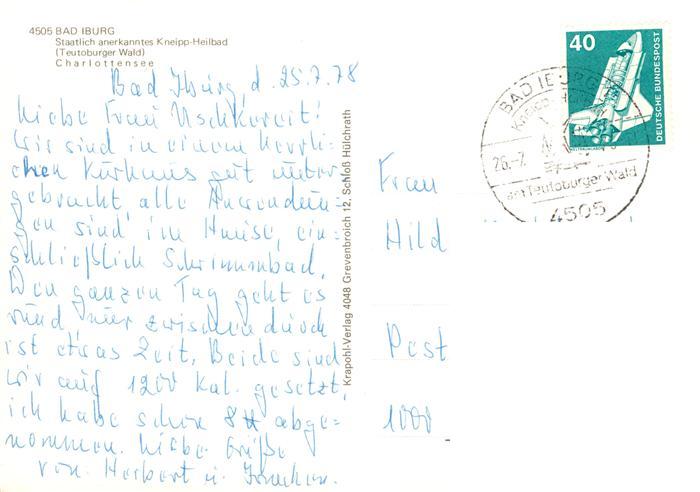 4505 BAD IBURG
Staatlich anerkanntes Kneipp-Heilbad
(Teutoburger Wald)
Charlottensee
Bad Iburg, d. 25.7.78
Liebe Frau Uschkoreit!
Wir sind in einem herrli-
chen Kurhaus gut unter
gebracht, alle Anwendun-
gen sind im Hause, ein-
schließlich Schwimmbad.
Den ganzen Tag geht es
rund, nur zwischendurch
ist etwas Zeit. Beide sind
wir auf 1200 Kal. gesetzt,
ich habe schon 8 abge-
nommen. Liebe Grüße
von Herbert u.
Krapohl-Verlag 4048 Grevenbroich 12, Schloß Hülchrath
Frau
Hild
Post
1000
40
DEUTSCHE BUNDESPOST
BAD IBURG
26.-7.
am Teutoburger Wald
4505